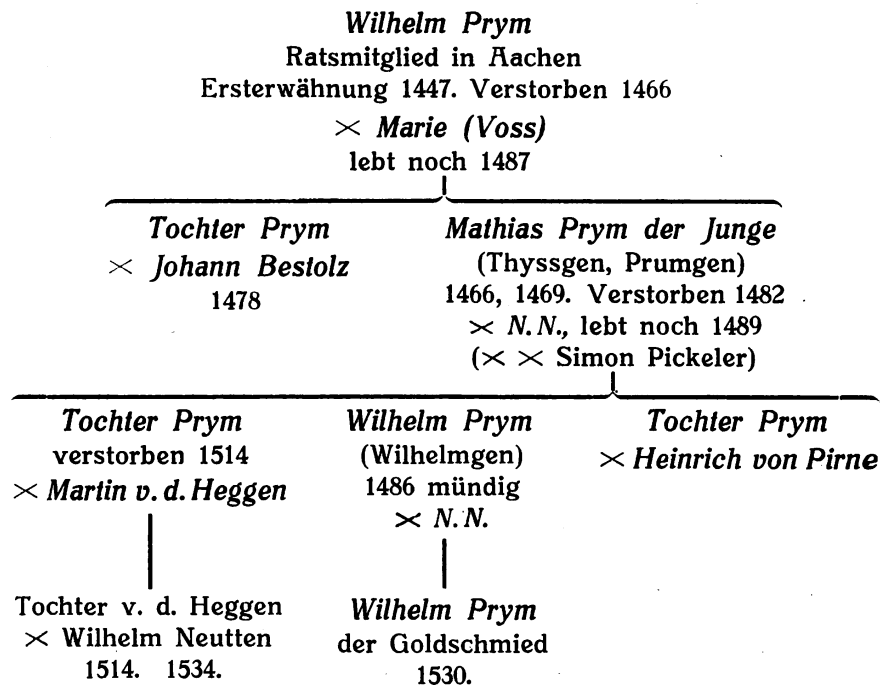 Wilhelm Prym
Ratsmitglied in Aachen
Ersterwähnung 1447. Verstorben 1466
× Marie (Voss)
lebt noch 1487
Tochter Prym
× Johann Bestolz
1478
Mathias Prym der Junge
(Thyssgen, Prumgen)
1466, 1469. Verstorben 1482
× N. N., lebt noch 1489
(× × Simon Pickeler)
Tochter Prym
verstorben 1514
× Martin v. d. Heggen
Wilhelm Prym
(Wilhelmgen)
1486 mündig
× N. N.
Tochter Prym
× Heinrich von Pirne
Tochter v. d. Heggen
× Wilhelm Neutten
1514. 1534.
Wilhelm Prym
der Goldschmied
1530.